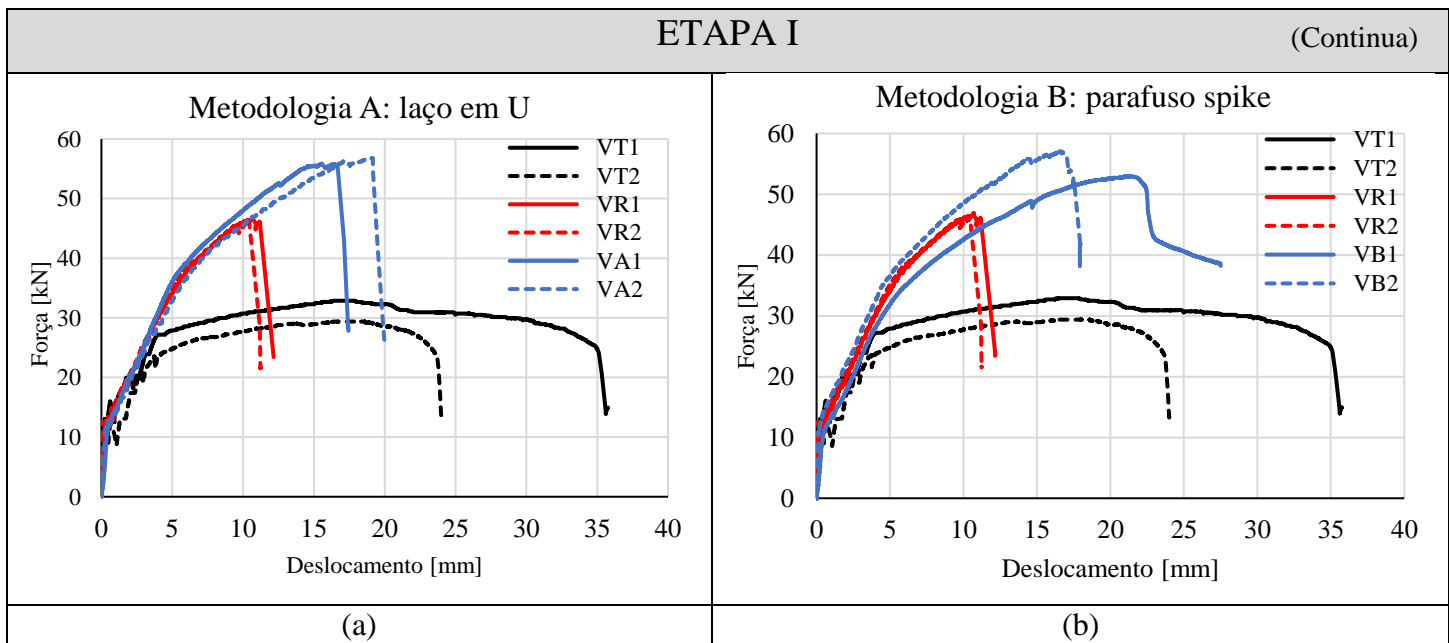 ETAPA I
(Continua)
Metodologia A: laço em U
60
50
40
30
20
10
0
Força [kN]
VT1
VT2
VR1
VR2
VA1
VA2
0 5 10 15 20 25 30 35 40
Deslocamento [mm]
(a)
Metodologia B: parafuso spike
60
50
40
30
20
10
0
Força [kN]
VT1
VT2
VR1
VR2
VB1
VB2
0 5 10 15 20 25 30 35 40
Deslocamento [mm]
(b)